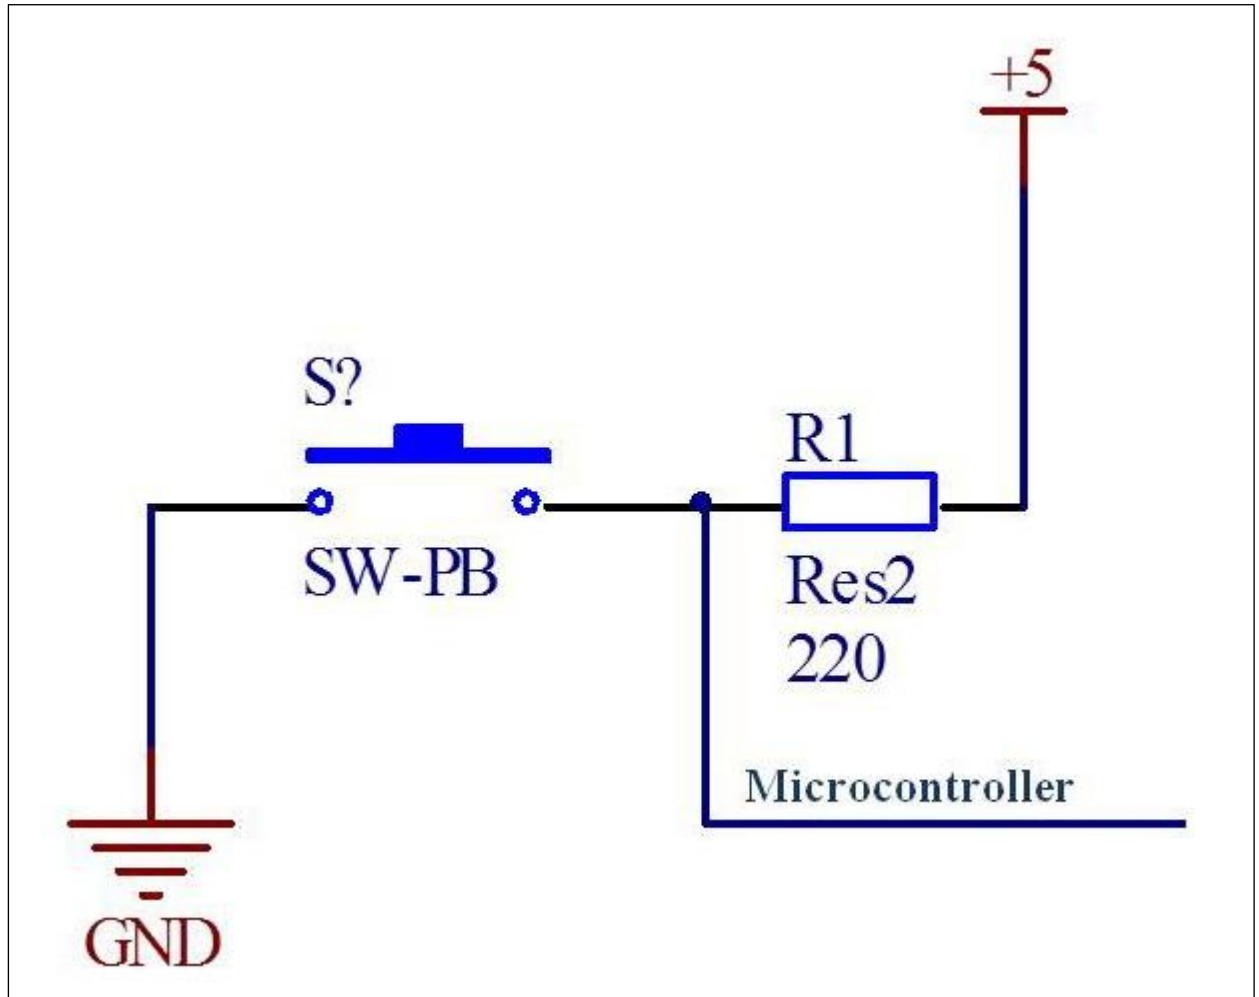 +5
S?
R1
SW-PB
Res2
220
Microcontroller
GND